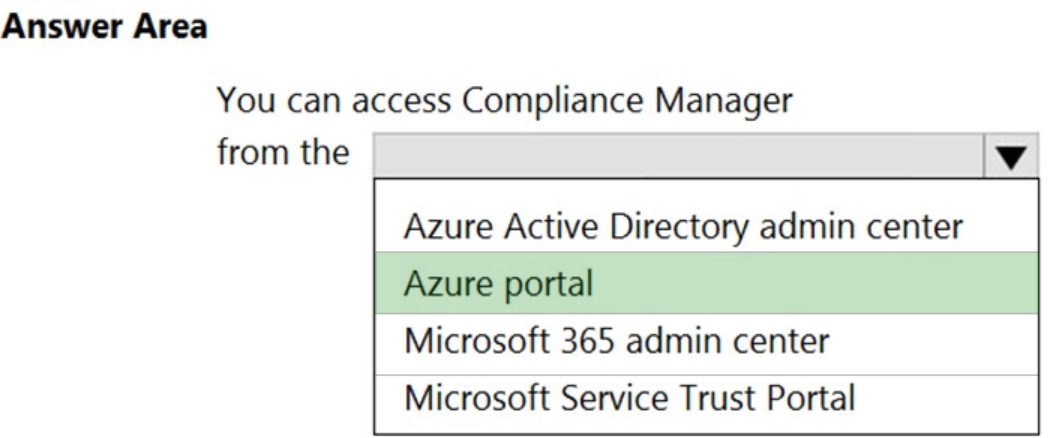 Answer Area
You can access Compliance Manager
from the
Azure Active Directory admin center
Azure portal
Microsoft 365 admin center
Microsoft Service Trust Portal